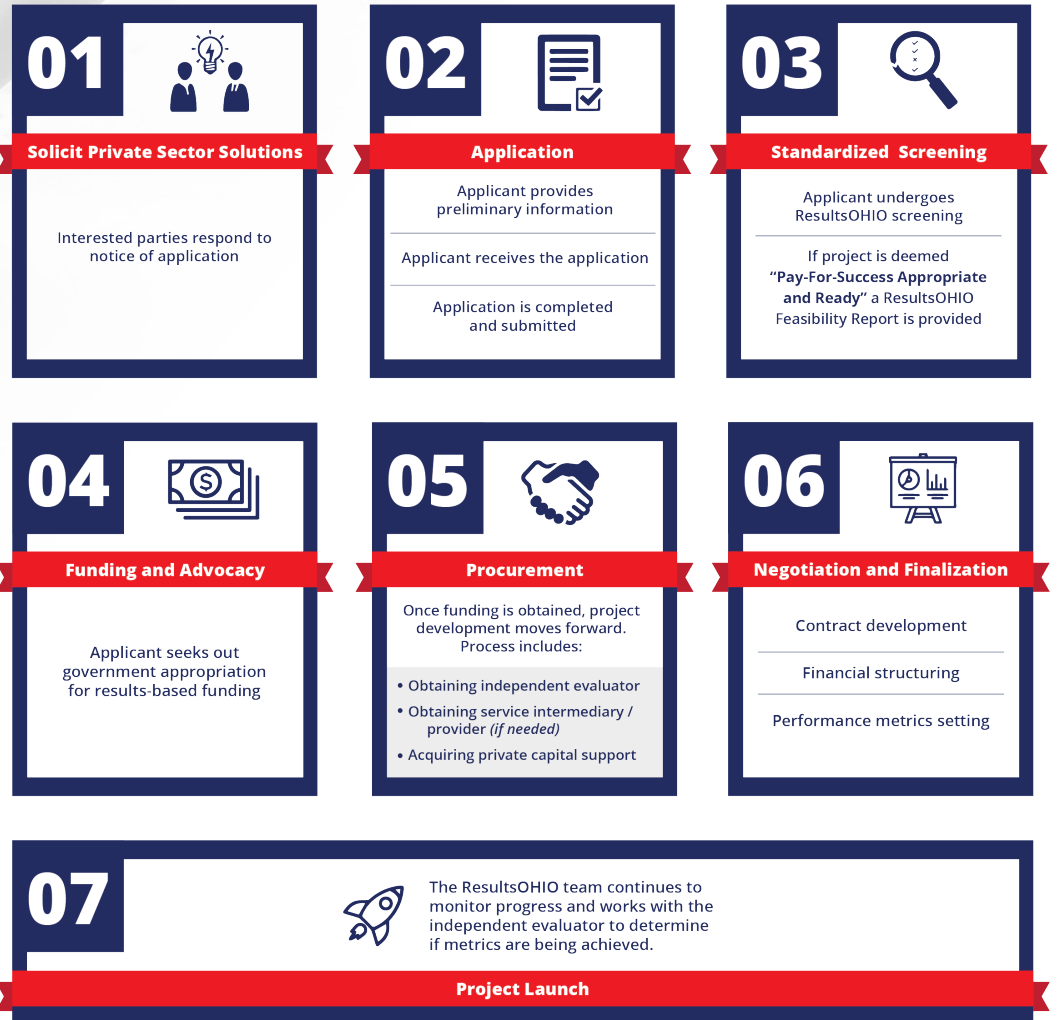 01
Solicit Private Sector Solutions
Interested parties respond to
notice of application
02
Application
Applicant provides
preliminary information
Applicant receives the application
Application is completed
and submitted
03
Standardized Screening
Applicant undergoes
ResultsOHIO screening
If project is deemed
“Pay-For-Success Appropriate
and Ready” a ResultsOHIO
Feasibility Report is provided
04
$
Funding and Advocacy
Applicant seeks out
government appropriation
for results-based funding
05
Procurement
Once funding is obtained, project
development moves forward.
Process includes:
• Obtaining independent evaluator
• Obtaining service intermediary /
provider (if needed)
• Acquiring private capital support
06
Negotiation and Finalization
Contract development
Financial structuring
Performance metrics setting
07
The ResultsOHIO team continues to
monitor progress and works with the
independent evaluator to determine
if metrics are being achieved.
Project Launch